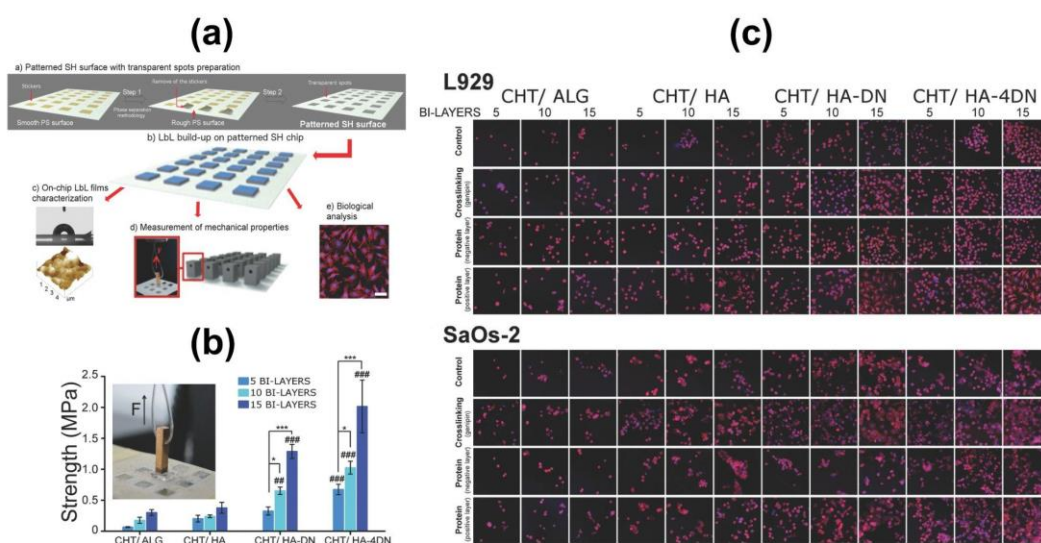 (a)
a) Patterned SH surface with transparent spots preparation
Stickers
Step 1
Remove of the stickers
Phase separation
methodology
Step 2
Transparent spots
Smooth PS surface
Rough PS surface
Patterned SH surface
b) LbL build-up on patterned SH chip
c) On-chip LbL films
characterization
1 2 3 4 µm
d) Measurement of mechanical properties
e) Biological
analysis
(b)
Strength (MPa)
2.5
2.0
1.5
1.0
0.5
0
F
5 BI-LAYERS
10 BI-LAYERS
15 BI-LAYERS
***
*
##
###
***
*
###
###
###
CHT/ ALG
CHT/ HA
CHT/ HA-DN
CHT/ HA-4DN
(c)
L929
CHT/ ALG CHT/ HA CHT/ HA-DN CHT/ HA-4DN
BI-LAYERS 5 10 15 5 10 15 5 10 15 5 10 15
Control
Crosslinking
(genipin)
Protein
(negative layer)
Protein
(positive layer)
SaOs-2
Control
Crosslinking
(genipin)
Protein
(negative layer)
Protein
(positive layer)